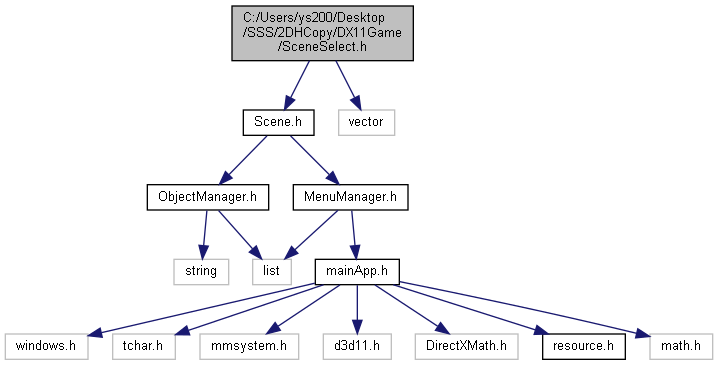 C:/Users/ys200/Desktop
/SSS/2DHCopy/DX11Game
/SceneSelect.h
Scene.h
vector
ObjectManager.h
MenuManager.h
string
list
mainApp.h
windows.h
tchar.h
mmsystem.h
d3d11.h
DirectXMath.h
resource.h
math.h